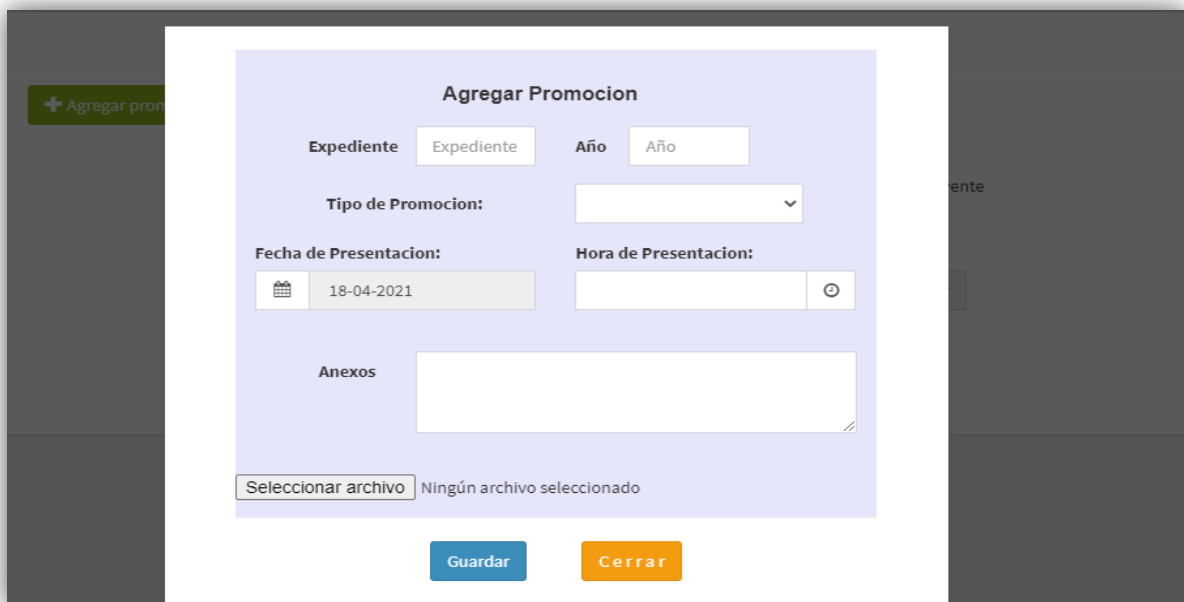 Agregar Promocion
Agregar prom
Expediente Expediente Año Año
Tipo de Promocion:
Fecha de Presentacion: Hora de Presentacion:
18-04-2021
Anexos
Seleccionar archivo Ningún archivo seleccionado
Guardar Cerrar